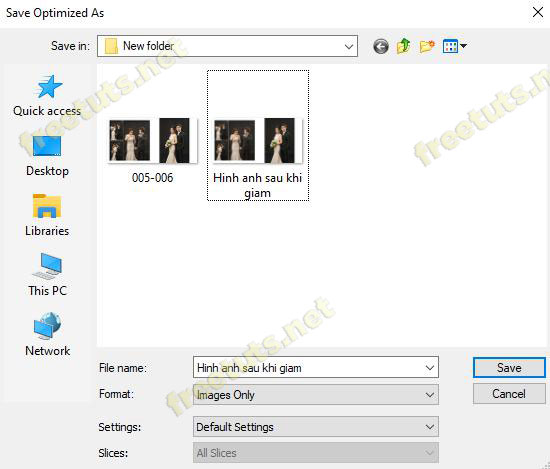 Save Optimized As
Save in:
New folder
Quick access
Desktop
Libraries
This PC
Network
005-006
Hinh anh sau khi
giam
File name:
Hinh anh sau khi giam
Save
Format:
Images Only
Cancel
Settings:
Default Settings
Slices:
All Slices
freetuts.net
freetuts.net
freetuts.net